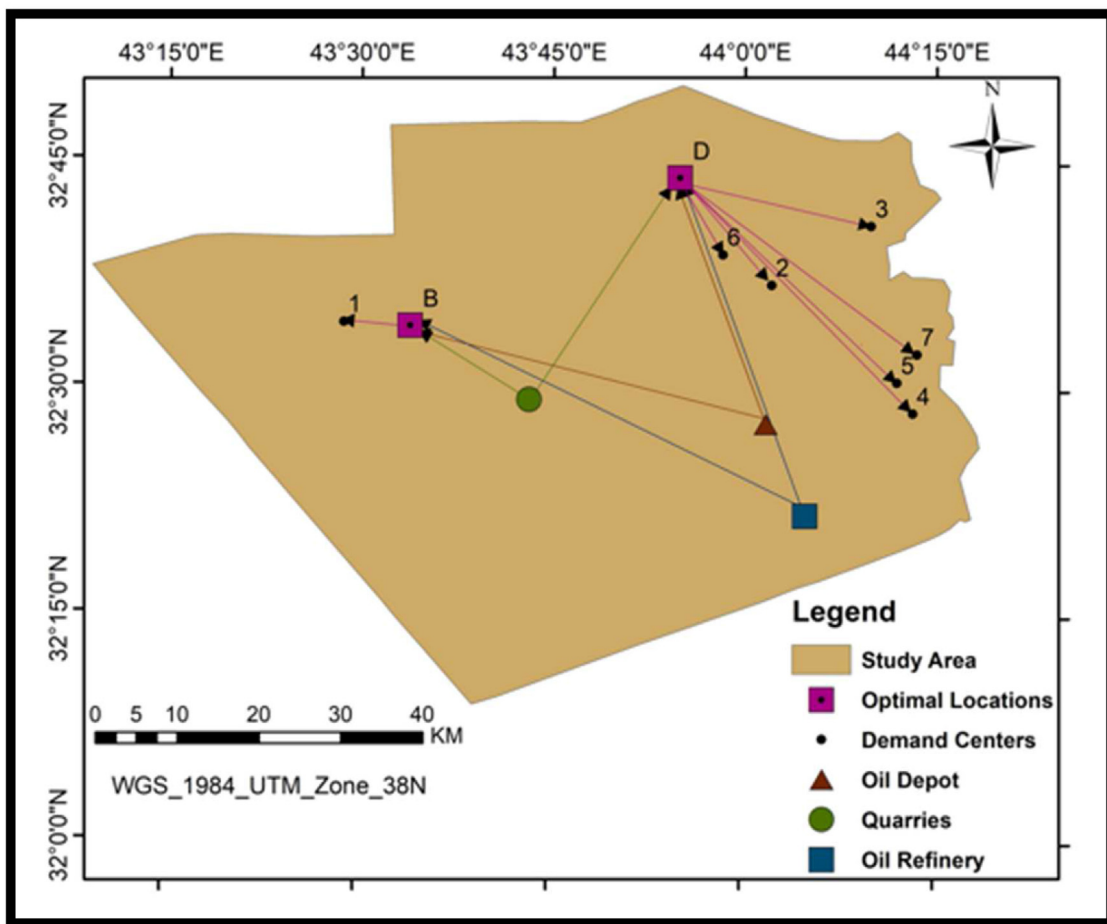 43°15'0"E 43°30'0"E 43°45'0"E 44°0'0"E 44°15'0"E
N
32°45'0"N
32°30'0"N
32°15'0"N
32°0'0"N
D
3
6
2
B
1
7
5
4
Legend
Study Area
Optimal Locations
Demand Centers
Oil Depot
Quarries
Oil Refinery
0 5 10 20 30 40
KM
WGS_1984_UTM_Zone_38N